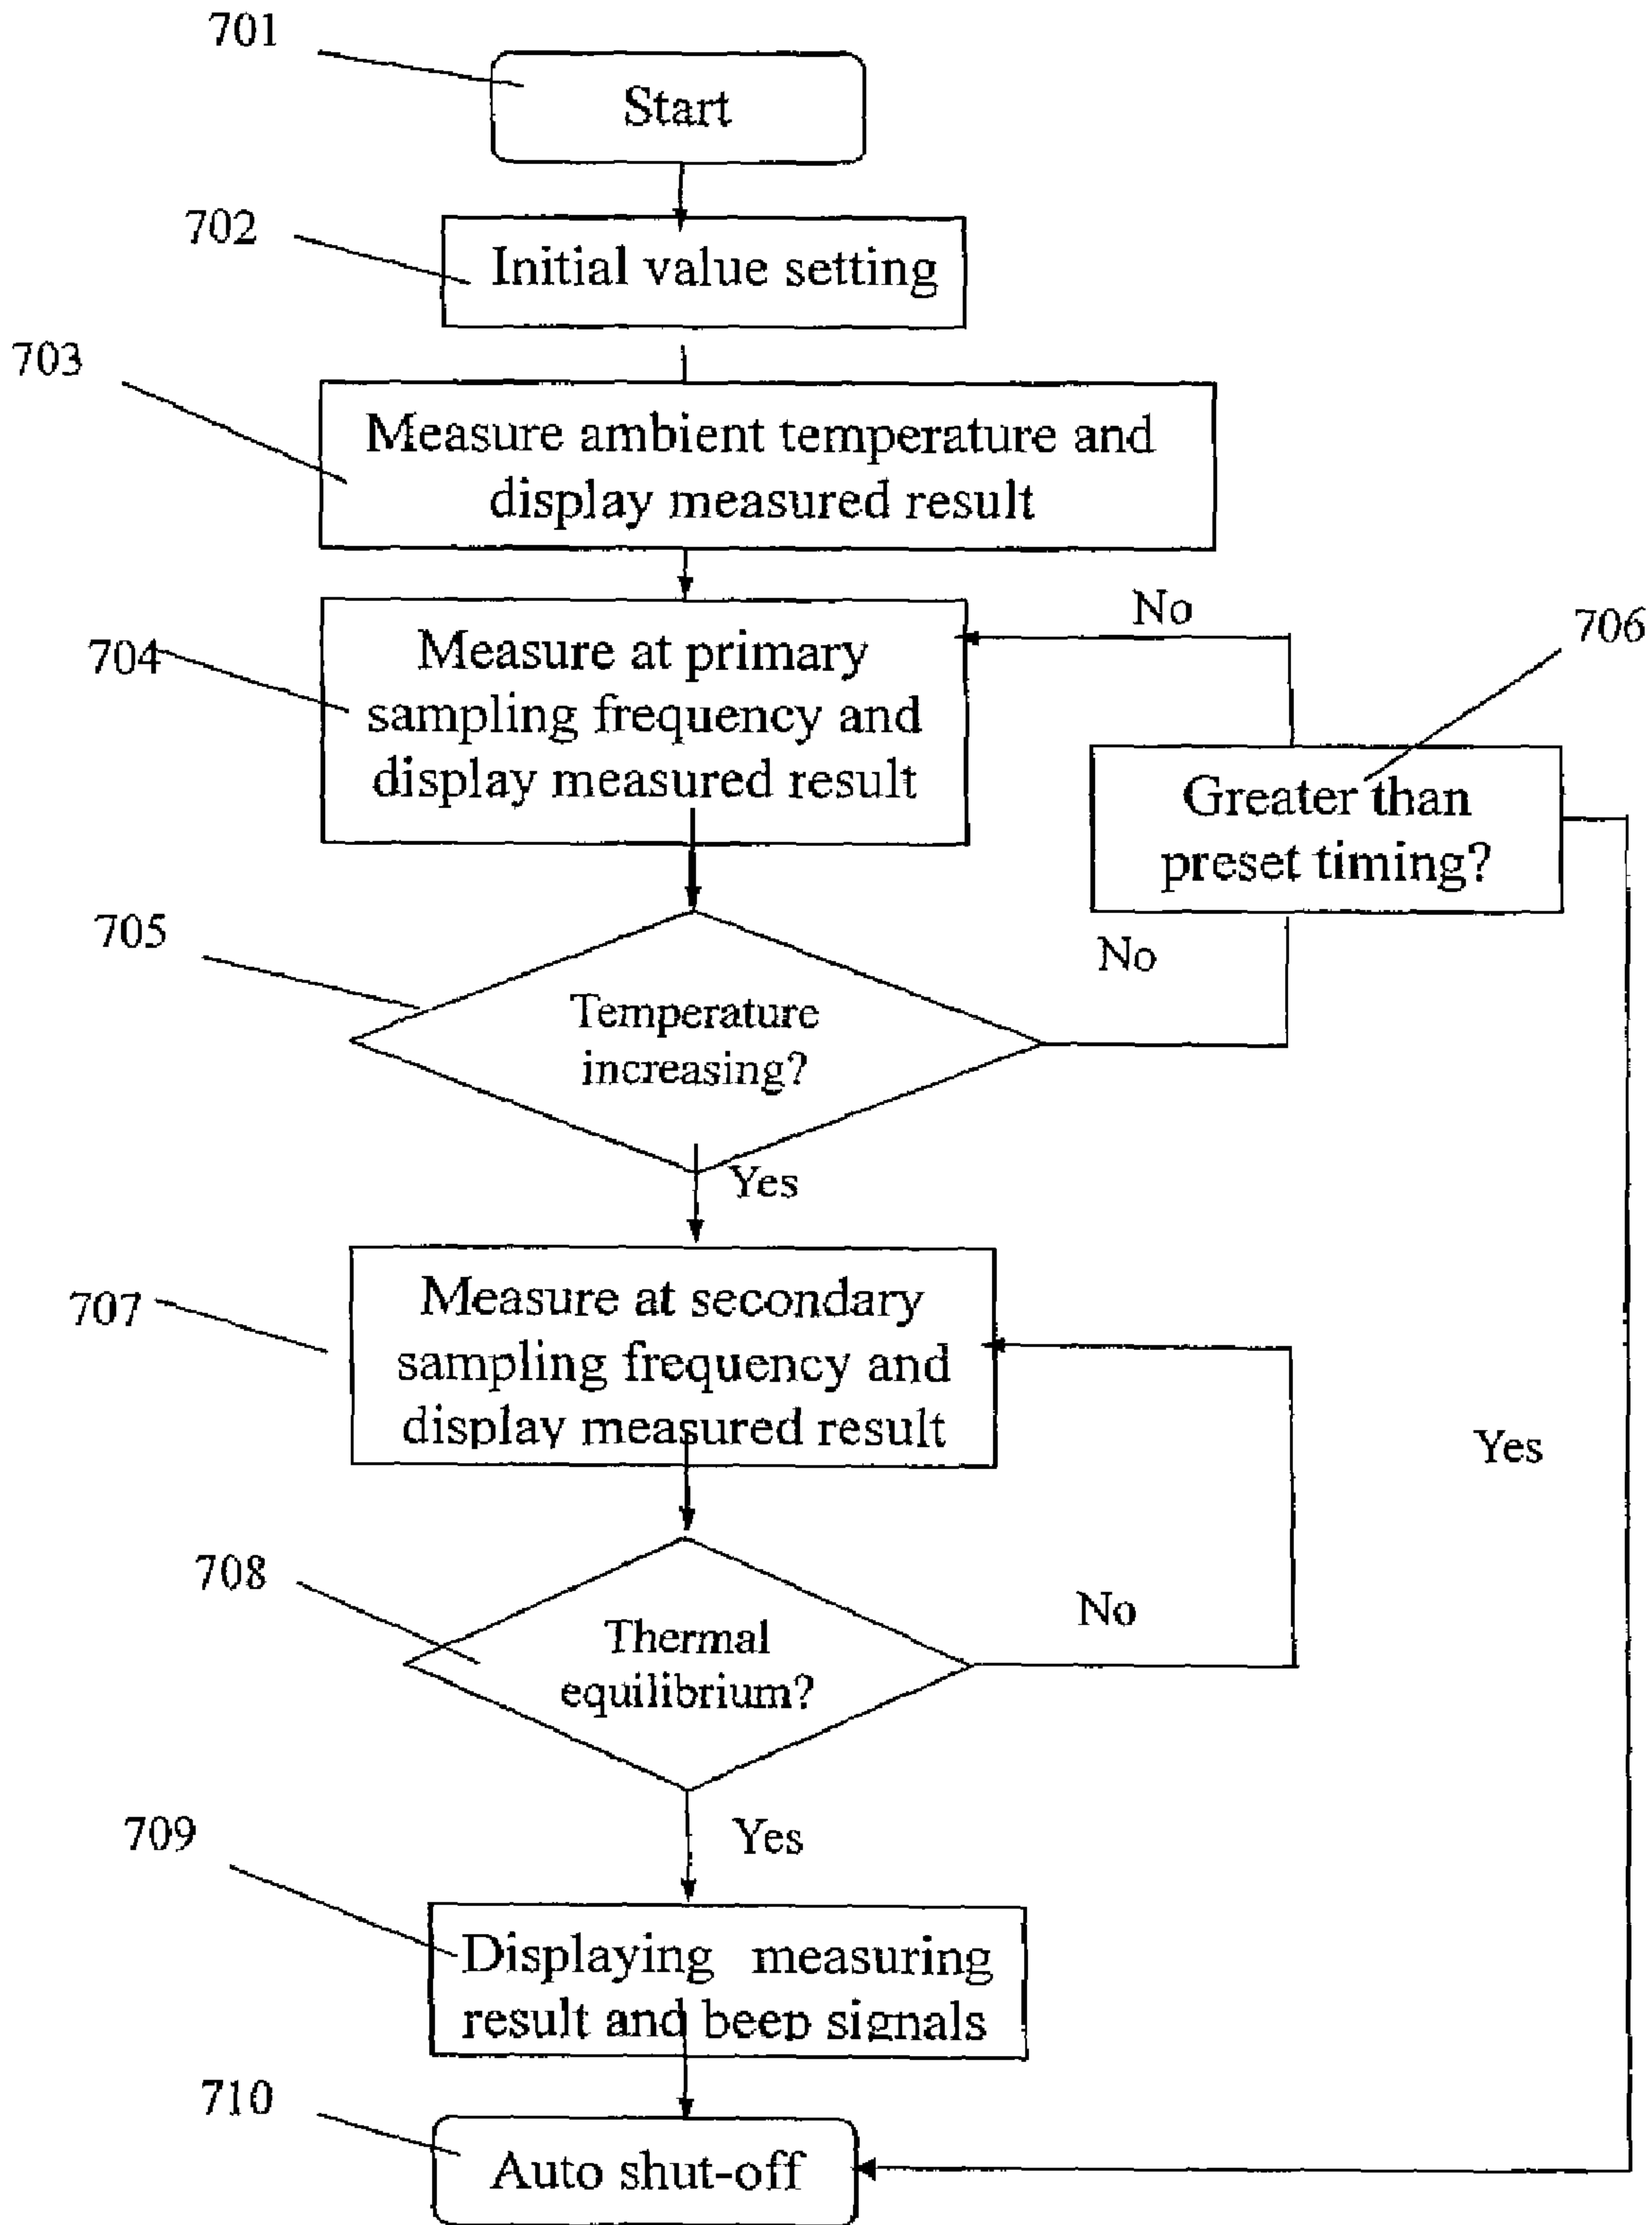 701
Start
702
Initial value setting
703
Measure ambient temperature and
display measured result
704
Measure at primary
sampling frequency and
display measured result
No
706
Greater than
preset timing?
705
Temperature
increasing?
No
Yes
707
Measure at secondary
sampling frequency and
display measured result
Yes
708
Thermal
equilibrium?
No
Yes
709
Displaying measuring
result and beep signals
710
Auto shut-off